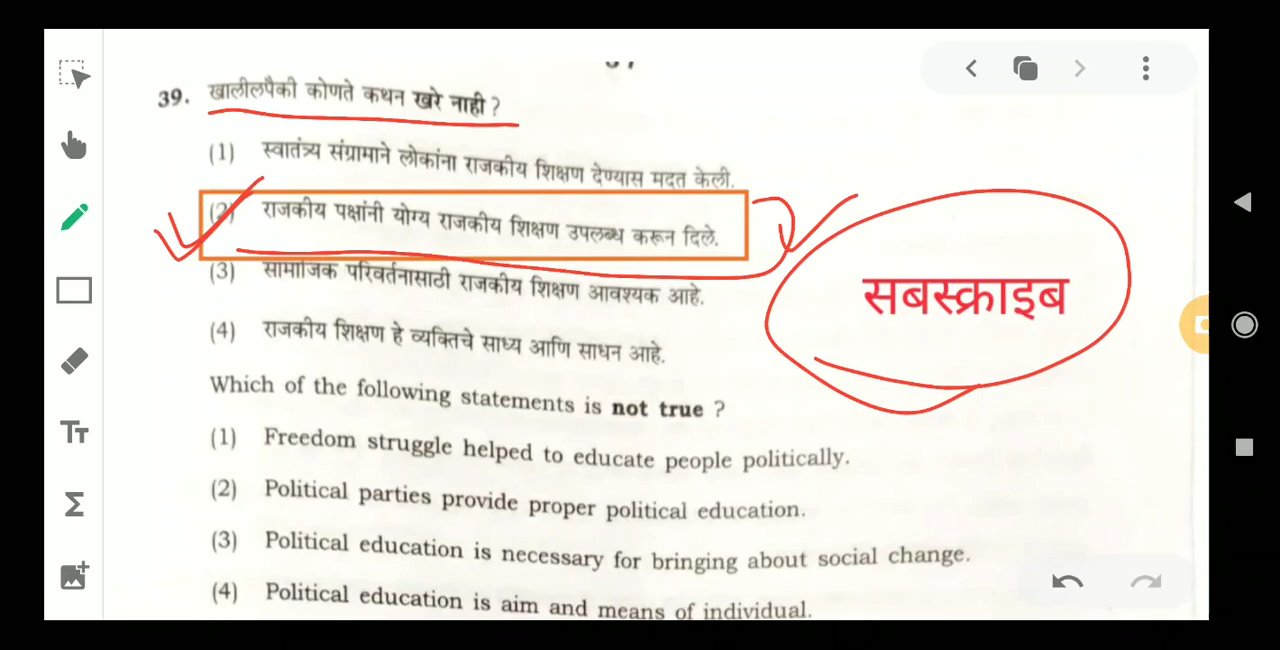 39. खालीलपैकी कोणते कथन खरे नाही ?
(1) स्वातंत्र्य संग्रामाने लोकांना राजकीय शिक्षण देण्यास मदत केली.
(2) राजकीय पक्षांनी योग्य राजकीय शिक्षण उपलब्ध करून दिले.
(3) सामाजिक परिवर्तनासाठी राजकीय शिक्षण आवश्यक आहे.
(4) राजकीय शिक्षण हे व्यक्तिचे साध्य आणि साधन आहे.
सबस्क्राइब
Which of the following statements is not true ?
(1) Freedom struggle helped to educate people politically.
(2) Political parties provide proper political education.
(3) Political education is necessary for bringing about social change.
(4) Political education is aim and means of individual.
Tт